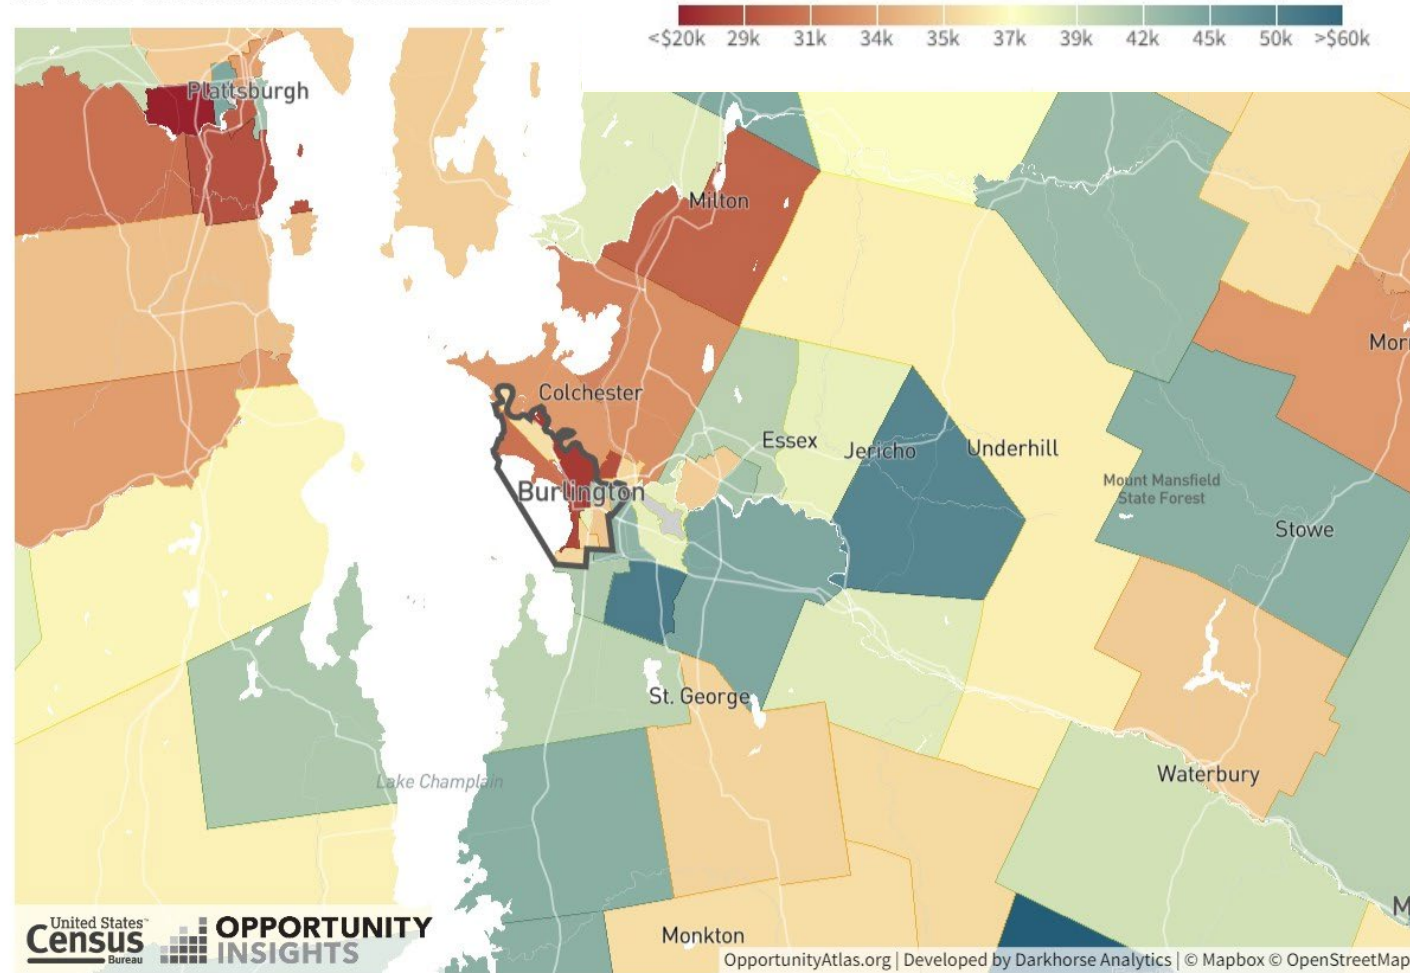 <$20k 29k 31k 34k 35k 37k 39k 42k 45k 50k >$60k
Plattsburgh
Milton
Mor
Colchester
Essex
Jericho
Underhill
Mount Mansfield
State Forest
Burlington
Stowe
St. George
Lake Champlain
Waterbury
United States™
Census
Bureau
OPPORTUNITY
INSIGHTS
Monkton
M
OpportunityAtlas.org | Developed by Darkhorse Analytics | © Mapbox © OpenStreetMap